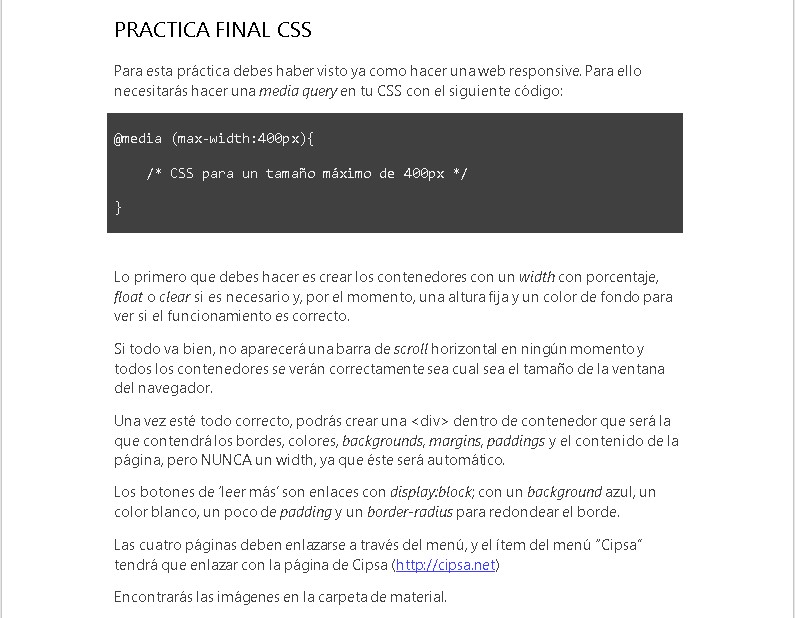 PRACTICA FINAL CSS
Para esta práctica debes haber visto ya como hacer una web responsive. Para ello
necesitarás hacer una media query en tu CSS con el siguiente código:
@media (max-width:400px){
/* CSS para un tamaño máximo de 400px */
}
Lo primero que debes hacer es crear los contenedores con un width con porcentaje,
float o clear si es necesario y, por el momento, una altura fija y un color de fondo para
ver si el funcionamiento es correcto.
Si todo va bien, no aparecerá una barra de scroll horizontal en ningún momento y
todos los contenedores se verán correctamente sea cual sea el tamaño de la ventana
del navegador.
Una vez esté todo correcto, podrás crear una <div> dentro de contenedor que será la
que contendrá los bordes, colores, backgrounds, margins, paddings y el contenido de la
página, pero NUNCA un width, ya que éste será automático.
Los botones de ‘leer más’ son enlaces con display:block; con un background azul, un
color blanco, un poco de padding y un border-radius para redondear el borde.
Las cuatro páginas deben enlazarse a través del menú, y el ítem del menú “Cipsa”
tendrá que enlazar con la página de Cipsa (http://cipsa.net)
Encontrarás las imágenes en la carpeta de material.